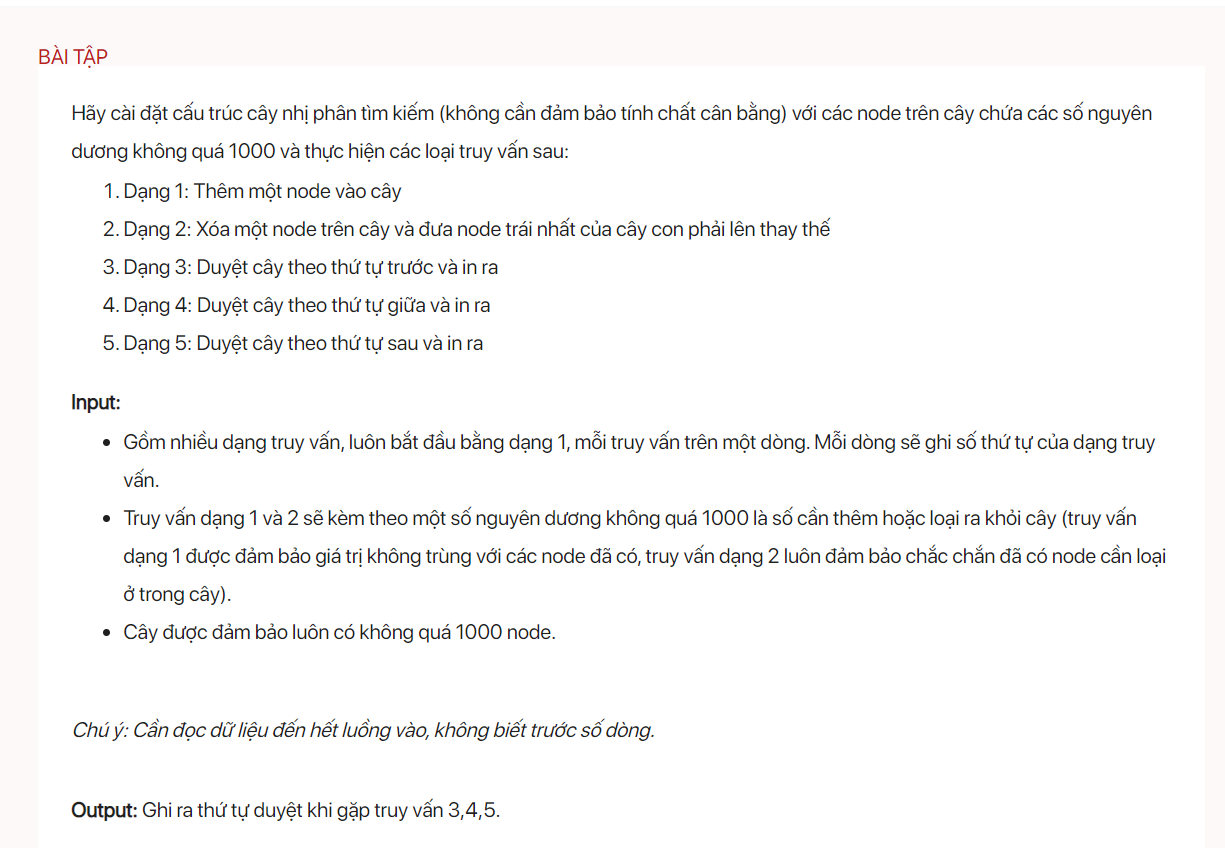 BÀI TẬP
Hãy cài đặt cấu trúc cây nhị phân tìm kiếm (không cần đảm bảo tính chất cân bằng) với các node trên cây chứa các số nguyên
dương không quá 1000 và thực hiện các loại truy vấn sau:
1. Dạng 1: Thêm một node vào cây
2. Dạng 2: Xóa một node trên cây và đưa node trái nhất của cây con phải lên thay thế
3. Dạng 3: Duyệt cây theo thứ tự trước và in ra
4. Dạng 4: Duyệt cây theo thứ tự giữa và in ra
5. Dạng 5: Duyệt cây theo thứ tự sau và in ra
Input:
• Gồm nhiều dạng truy vấn, luôn bắt đầu bằng dạng 1, mỗi truy vấn trên một dòng. Mỗi dòng sẽ ghi số thứ tự của dạng truy
vấn.
• Truy vấn dạng 1 và 2 sẽ kèm theo một số nguyên dương không quá 1000 là số cần thêm hoặc loại ra khỏi cây (truy vấn
dạng 1 được đảm bảo giá trị không trùng với các node đã có, truy vấn dạng 2 luôn đảm bảo chắc chắn đã có node cần loại
ở trong cây).
• Cây được đảm bảo luôn có không quá 1000 node.
Chú ý: Cần đọc dữ liệu đến hết luồng vào, không biết trước số dòng.
Output: Ghi ra thứ tự duyệt khi gặp truy vấn 3,4,5.